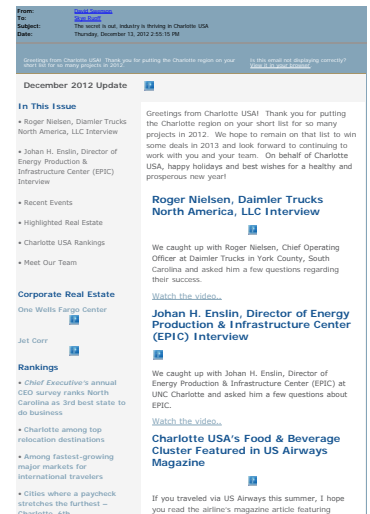 From: David Swenson
To: Skye Ruoff
Subject: The secret is out, industry is thriving in Charlotte USA
Date: Thursday, December 13, 2012 2:55:15 PM
Greetings from Charlotte USA! Thank you for putting the Charlotte region on your
short list for so many projects in 2012.
Is this email not displaying correctly?
View it in your browser.
December 2012 Update
In This Issue
• Roger Nielsen, Diamler Trucks
North America, LLC Interview
• Johan H. Enslin, Director of
Energy Production &
Infrastructure Center (EPIC)
Interview
• Recent Events
• Highlighted Real Estate
• Charlotte USA Rankings
• Meet Our Team
Corporate Real Estate
One Wells Fargo Center
Jet Corr
Rankings
• Chief Executive's annual
CEO survey ranks North
Carolina as 3rd best state to
do business
• Charlotte among top
relocation destinations
• Among fastest-growing
major markets for
international travelers
• Cities where a paycheck
stretches the furthest –
Charlotte, 6th
Greetings from Charlotte USA! Thank you for putting
the Charlotte region on your short list for so many
projects in 2012. We hope to remain on that list to win
some deals in 2013 and look forward to continuing to
work with you and your team. On behalf of Charlotte
USA, happy holidays and best wishes for a healthy and
prosperous new year!
Roger Nielsen, Daimler Trucks
North America, LLC Interview
We caught up with Roger Nielsen, Chief Operating
Officer at Daimler Trucks in York County, South
Carolina and asked him a few questions regarding
their success.
Watch the video..
Johan H. Enslin, Director of Energy
Production & Infrastructure Center
(EPIC) Interview
We caught up with Johan H. Enslin, Director of
Energy Production & Infrastructure Center (EPIC) at
UNC Charlotte and asked him a few questions about
EPIC.
Watch the video..
Charlotte USA's Food & Beverage
Cluster Featured in US Airways
Magazine
If you traveled via US Airways this summer, I hope
you read the airline's magazine article featuring